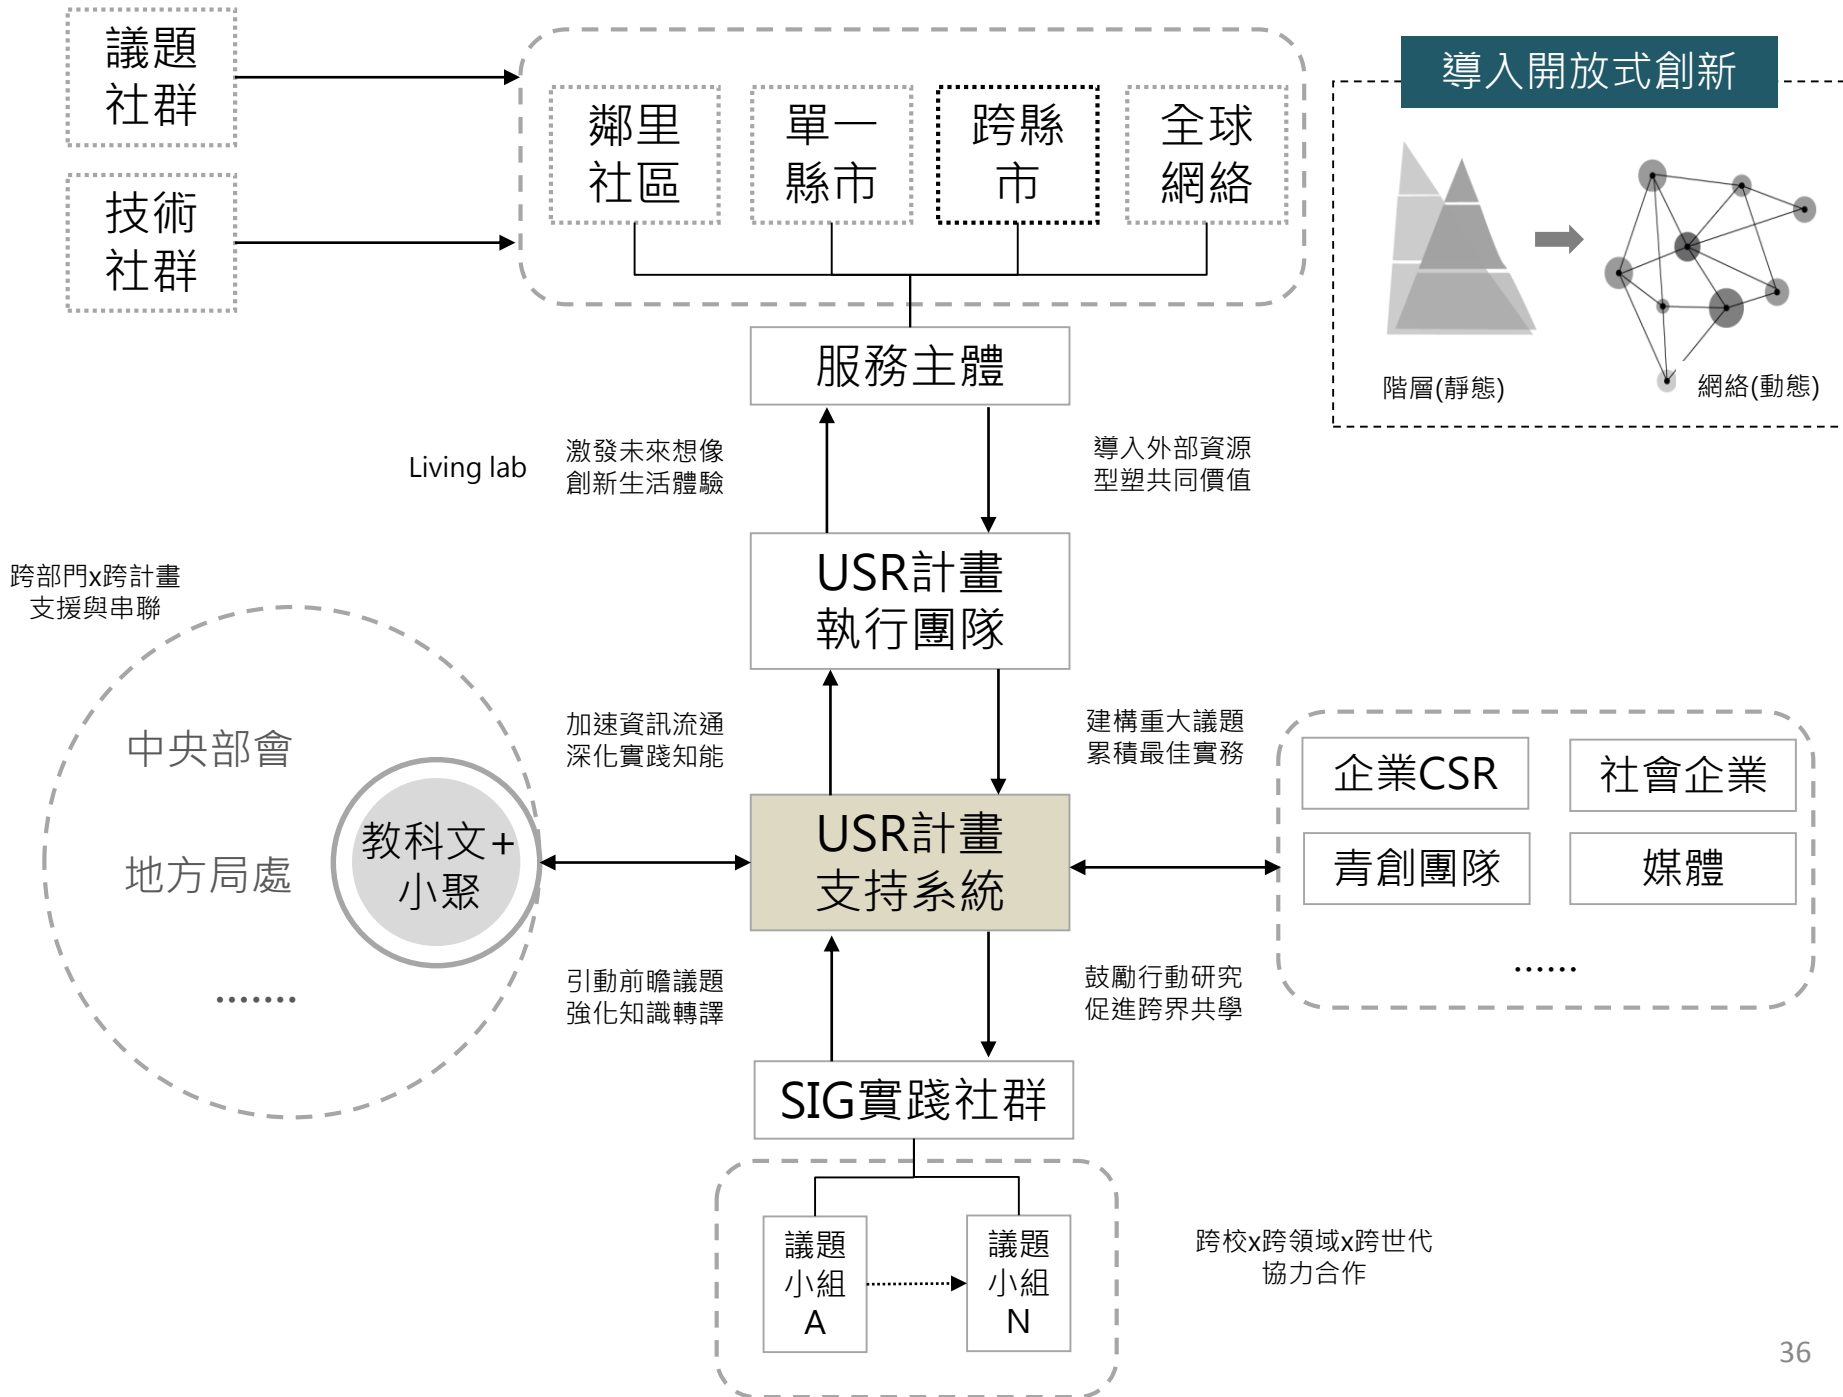 議題
社群
技術
社群
鄰里
社區
單一
縣市
跨縣
市
全球
網絡
導入開放式創新
階層(靜態)
網絡(動態)
服務主體
Living lab
激發未來想像
創新生活體驗
導入外部資源
型塑共同價值
USR計畫
執行團隊
跨部門x跨計畫
支援與串聯
中央部會
地方局處
.......
教科文+
小聚
加速資訊流通
深化實踐知能
建構重大議題
累積最佳實務
USR計畫
支持系統
企業CSR
社會企業
青創團隊
媒體
......
引動前瞻議題
強化知識轉譯
鼓勵行動研究
促進跨界共學
SIG實踐社群
議題
小組
A
議題
小組
N
跨校x跨領域x跨世代
協力合作
36